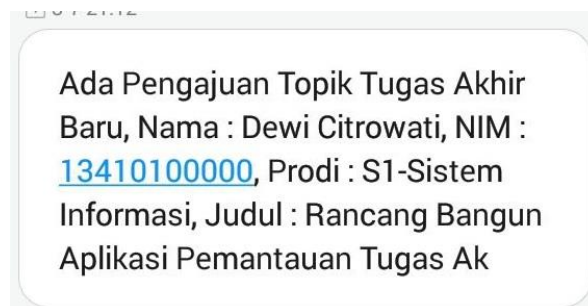 Ada Pengajuan Topik Tugas Akhir
Baru, Nama : Dewi Citrowati, NIM :
13410100000, Prodi : S1-Sistem
Informasi, Judul : Rancang Bangun
Aplikasi Pemantauan Tugas Ak